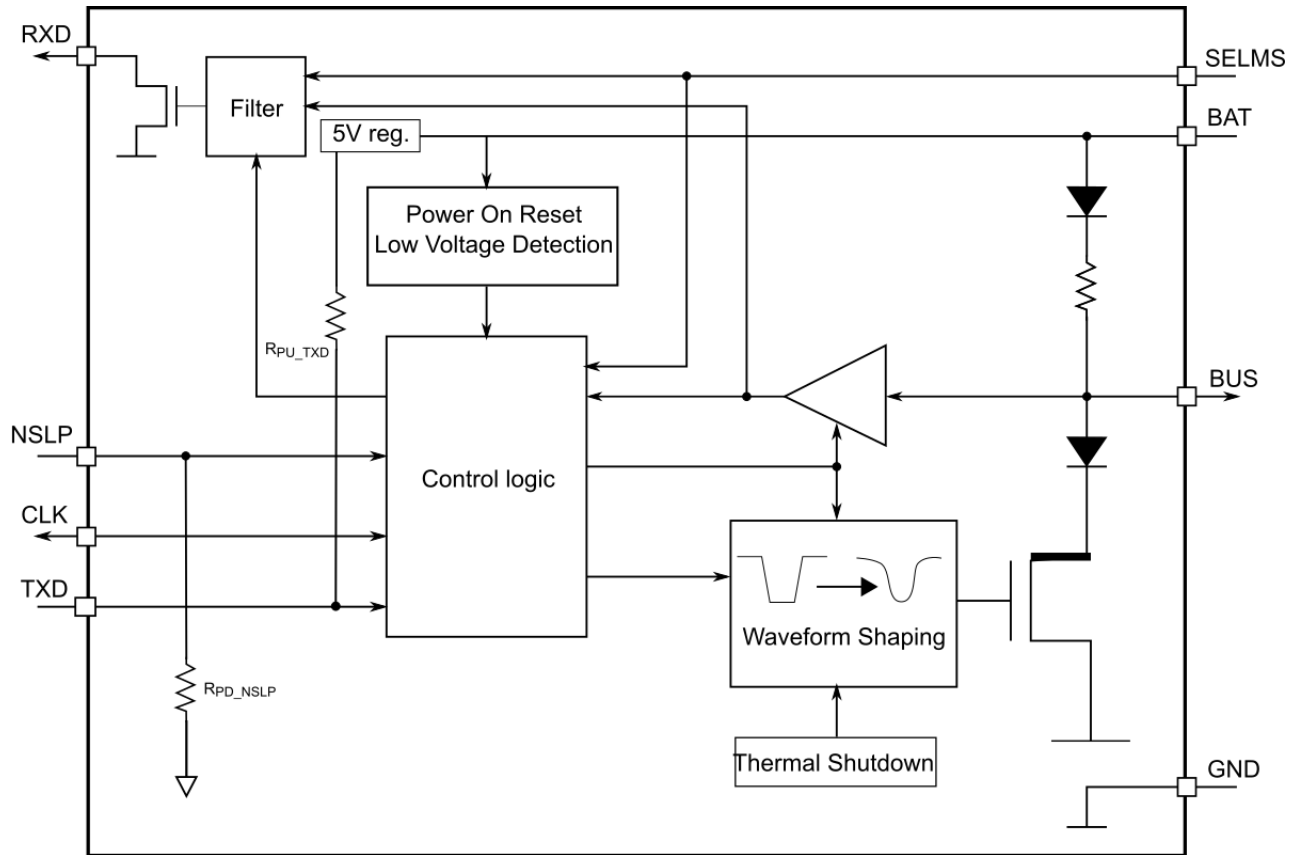 RXD
SELMS
Filter
BAT
5V reg.
Power On Reset
Low Voltage Detection
RPU_TXD
BUS
NSLP
Control logic
CLK
TXD
Waveform Shaping
RPD_NSLP
Thermal Shutdown
GND